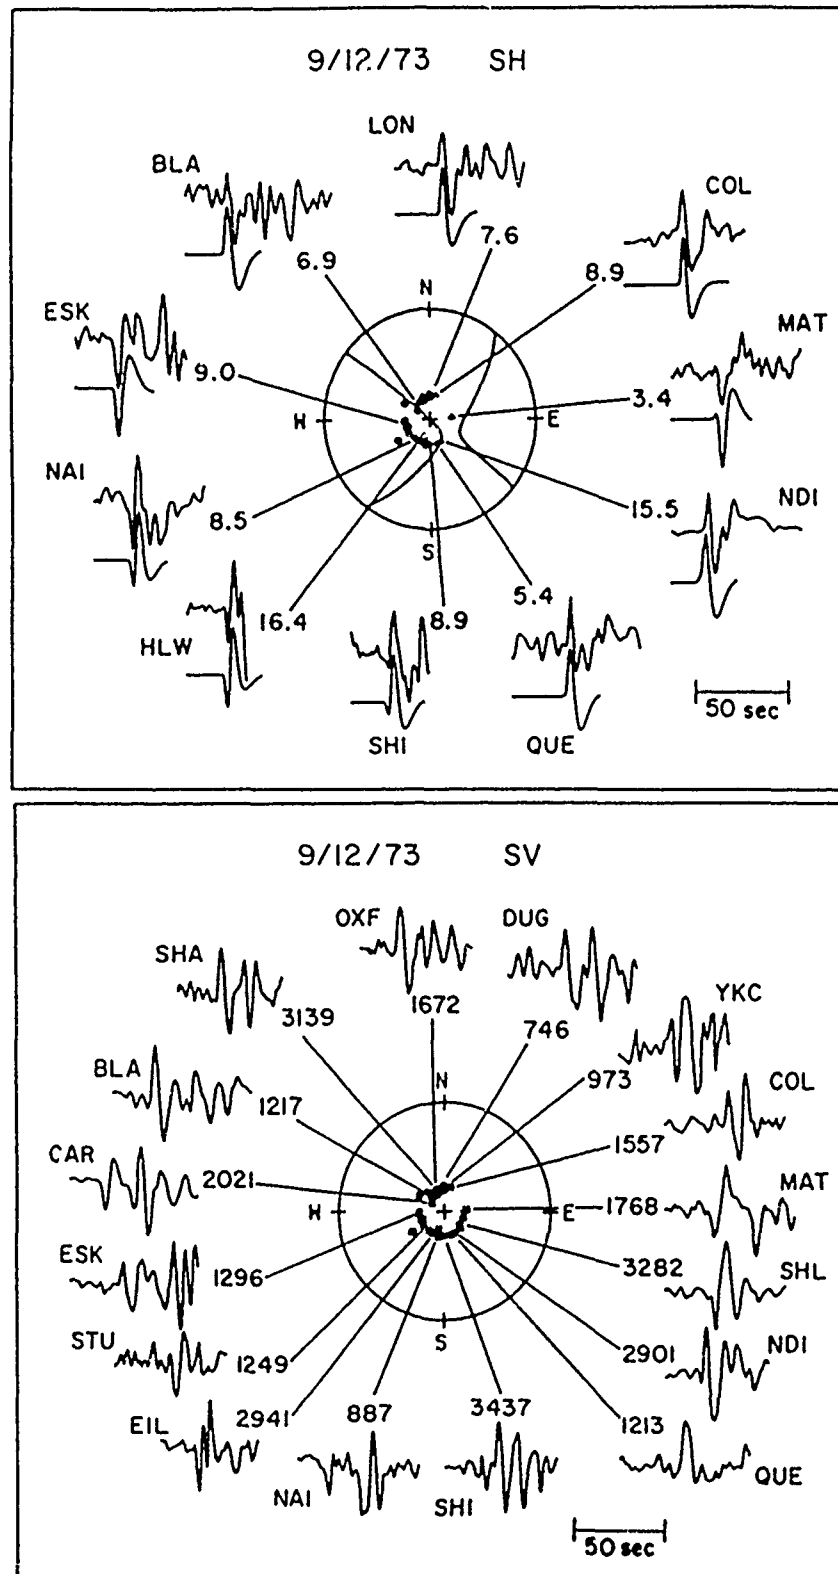 9/12/73 SH
LON
BLA
COL
7.6
6.9
8.9
N
ESK
MAT
9.0
3.4
W
E
NAI
NDI
15.5
8.5
S
5.4
16.4
8.9
HLW
50 sec
SHI
QUE
9/12/73 SV
OXF
DUG
SHA
YKC
1672
3139
746
BLA
973
COL
N
1217
1557
CAR
2021
MAT
W
E
1768
ESK
3282
SHL
1296
STU
S
NDI
1249
2901
EIL
2941
887
3437
1213
QUE
NAI
SHI
50 sec